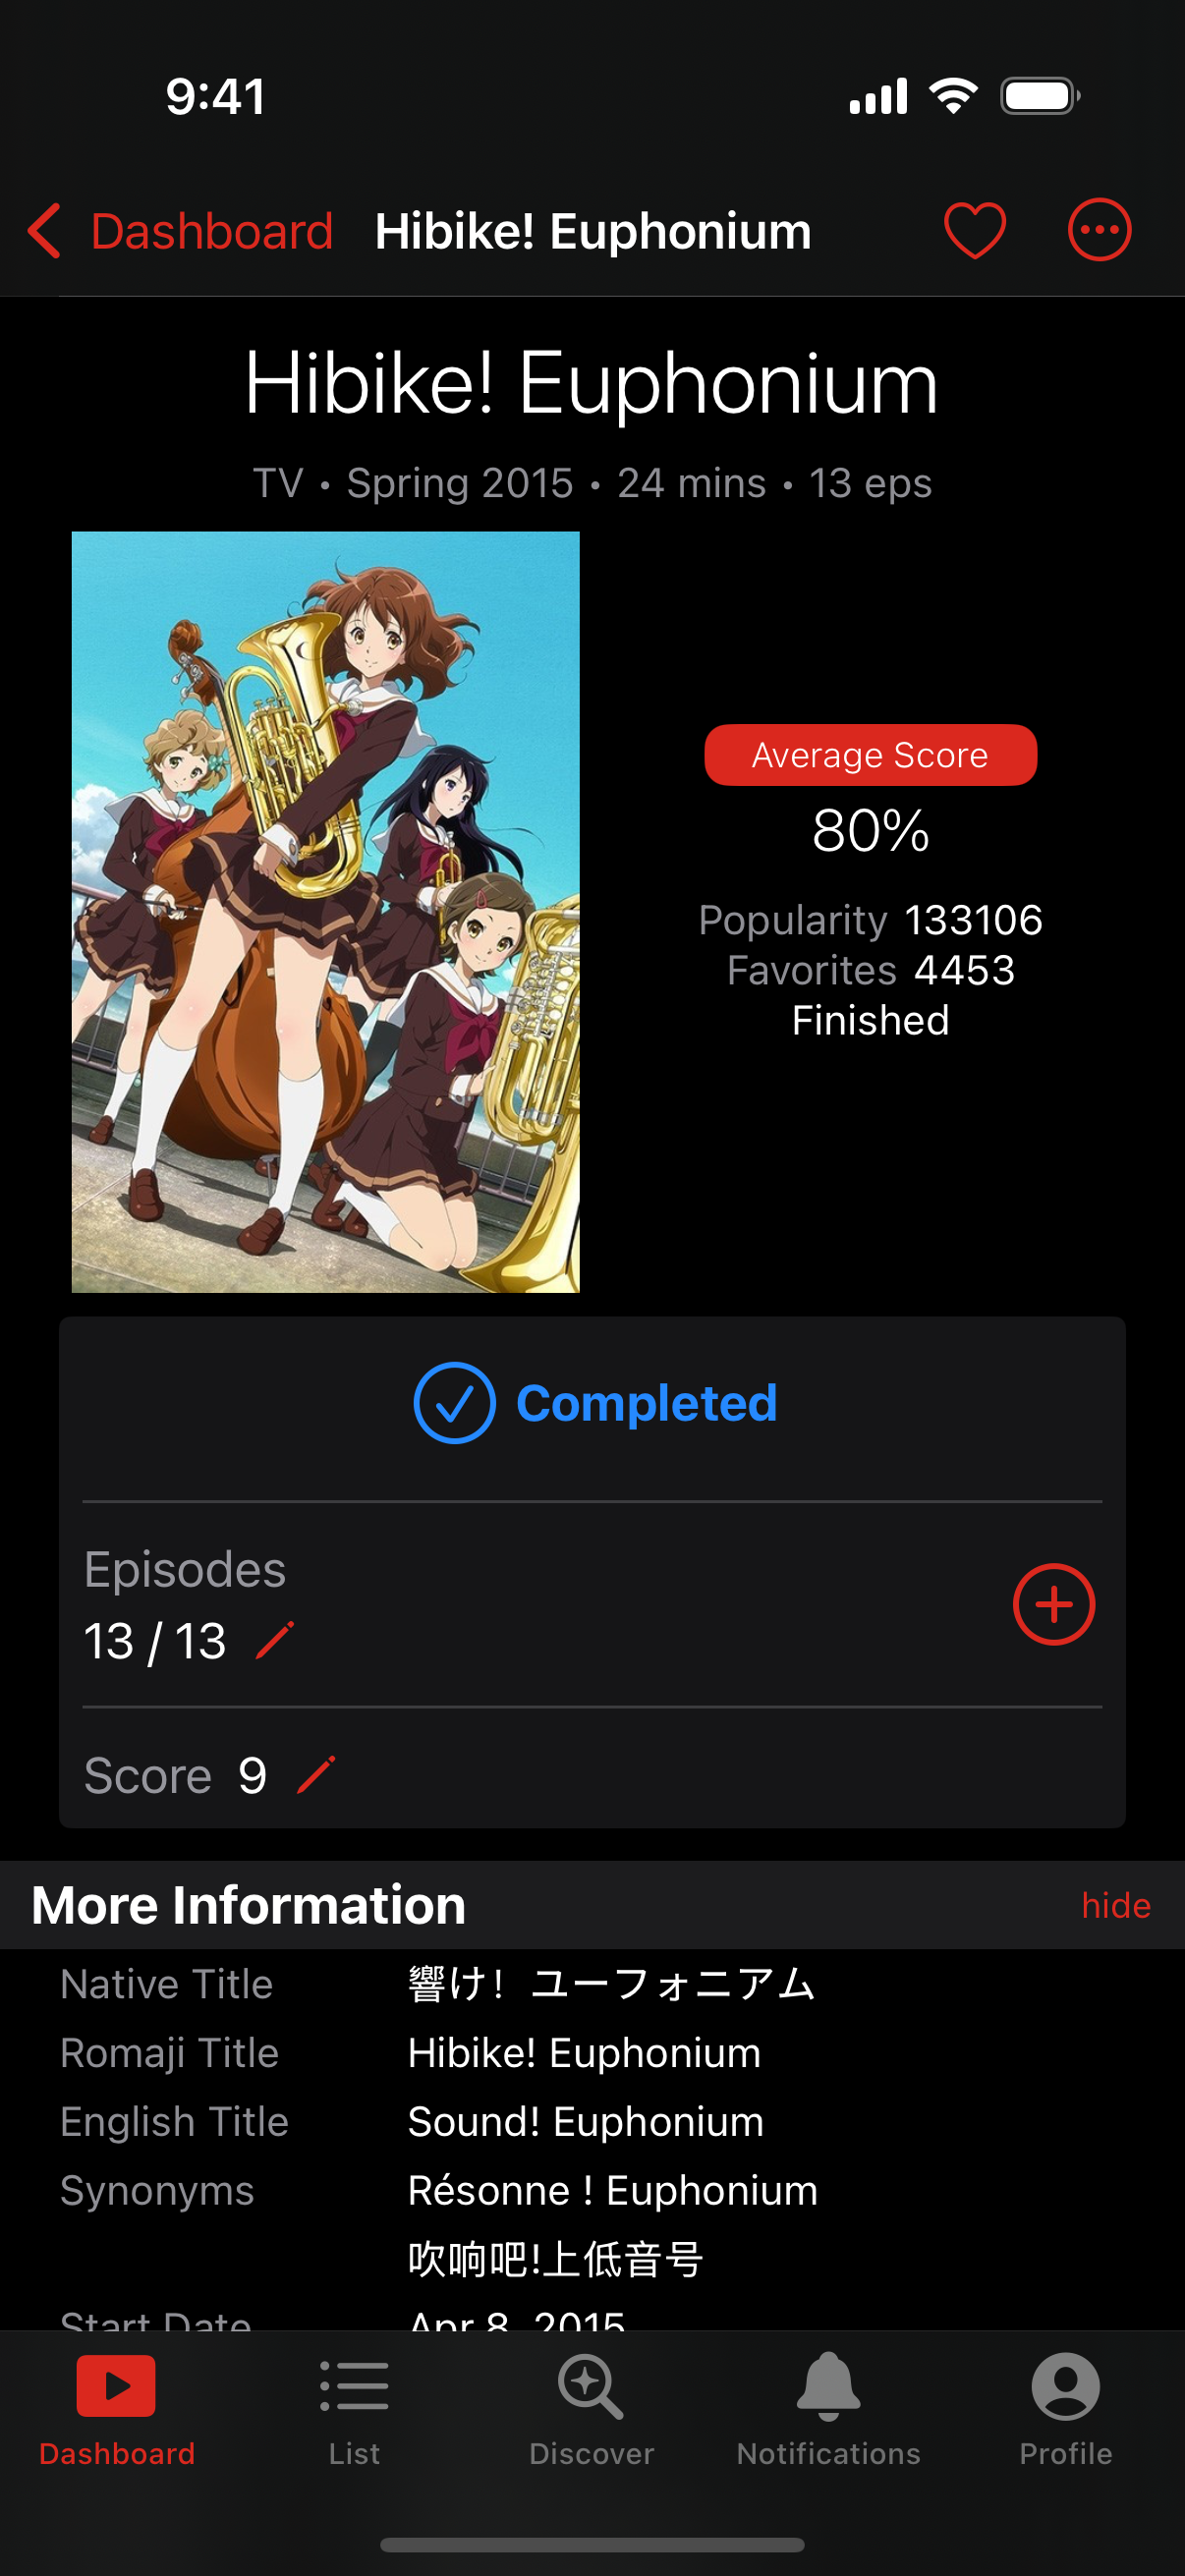 9:41
Dashboard Hibike! Euphonium
Hibike! Euphonium
TV • Spring 2015 • 24 mins • 13 eps
Average Score
80%
Popularity 133106
Favorites 4453
Finished
Completed
Episodes
13 / 13
Score 9
More Information hide
Native Title 響け！ユーフォニアム
Romaji Title Hibike! Euphonium
English Title Sound! Euphonium
Synonyms Résonne ! Euphonium
吹响吧!上低音号
Start Date Apr 8, 2015
Dashboard List Discover Notifications Profile